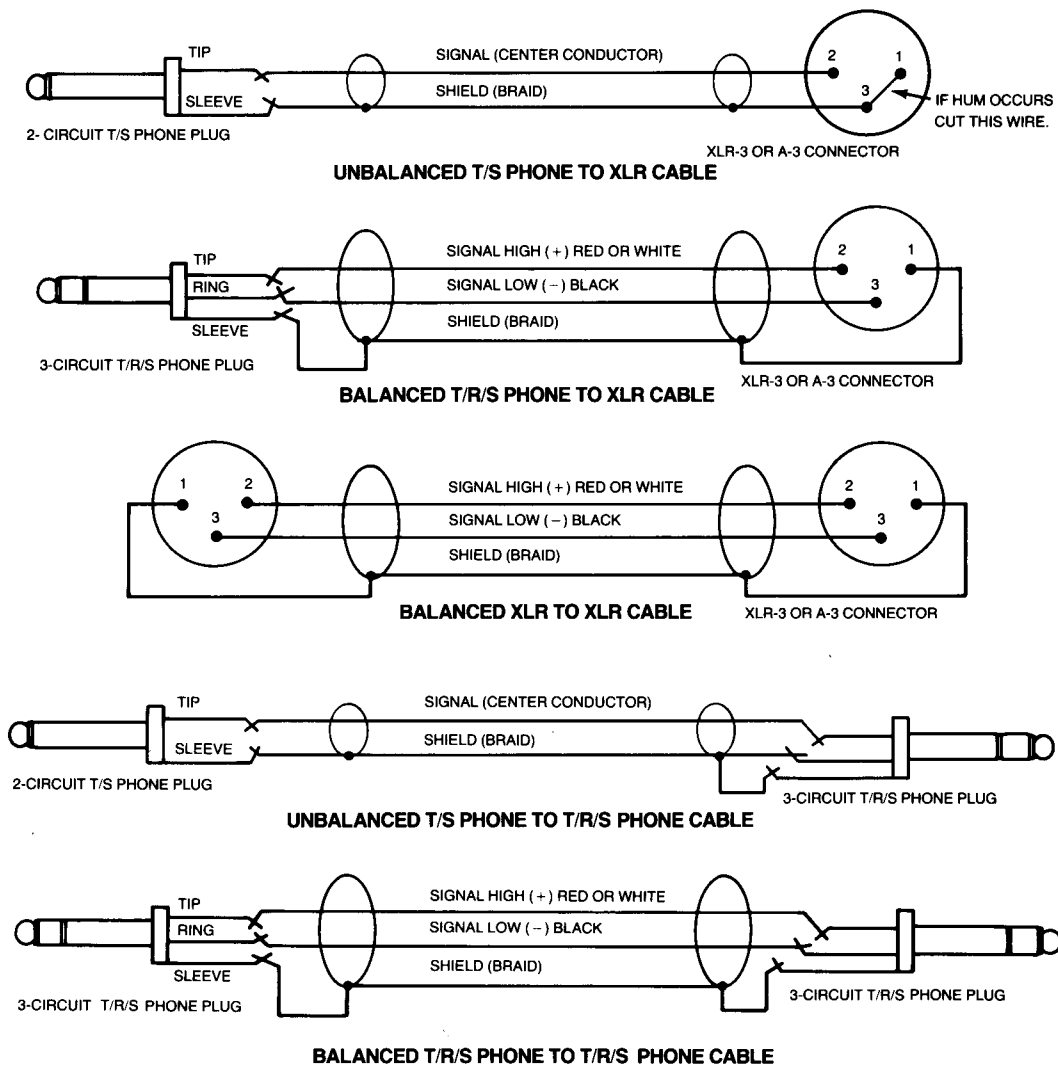 TIP
SIGNAL (CENTER CONDUCTOR)
2
1
SLEEVE
SHIELD (BRAID)
3
IF HUM OCCURS
CUT THIS WIRE.
2- CIRCUIT T/S PHONE PLUG
XLR-3 OR A-3 CONNECTOR
UNBALANCED T/S PHONE TO XLR CABLE
TIP
SIGNAL HIGH (+) RED OR WHITE
2
1
RING
SIGNAL LOW (−) BLACK
3
SLEEVE
SHIELD (BRAID)
3-CIRCUIT T/R/S PHONE PLUG
XLR-3 OR A-3 CONNECTOR
BALANCED T/R/S PHONE TO XLR CABLE
1
2
SIGNAL HIGH (+) RED OR WHITE
2
1
3
SIGNAL LOW (−) BLACK
3
SHIELD (BRAID)
BALANCED XLR TO XLR CABLE
XLR-3 OR A-3 CONNECTOR
TIP
SIGNAL (CENTER CONDUCTOR)
SLEEVE
SHIELD (BRAID)
2-CIRCUIT T/S PHONE PLUG
3-CIRCUIT T/R/S PHONE PLUG
UNBALANCED T/S PHONE TO T/R/S PHONE CABLE
TIP
SIGNAL HIGH (+) RED OR WHITE
RING
SIGNAL LOW (−) BLACK
SLEEVE
SHIELD (BRAID)
3-CIRCUIT T/R/S PHONE PLUG
3-CIRCUIT T/R/S PHONE PLUG
BALANCED T/R/S PHONE TO T/R/S PHONE CABLE